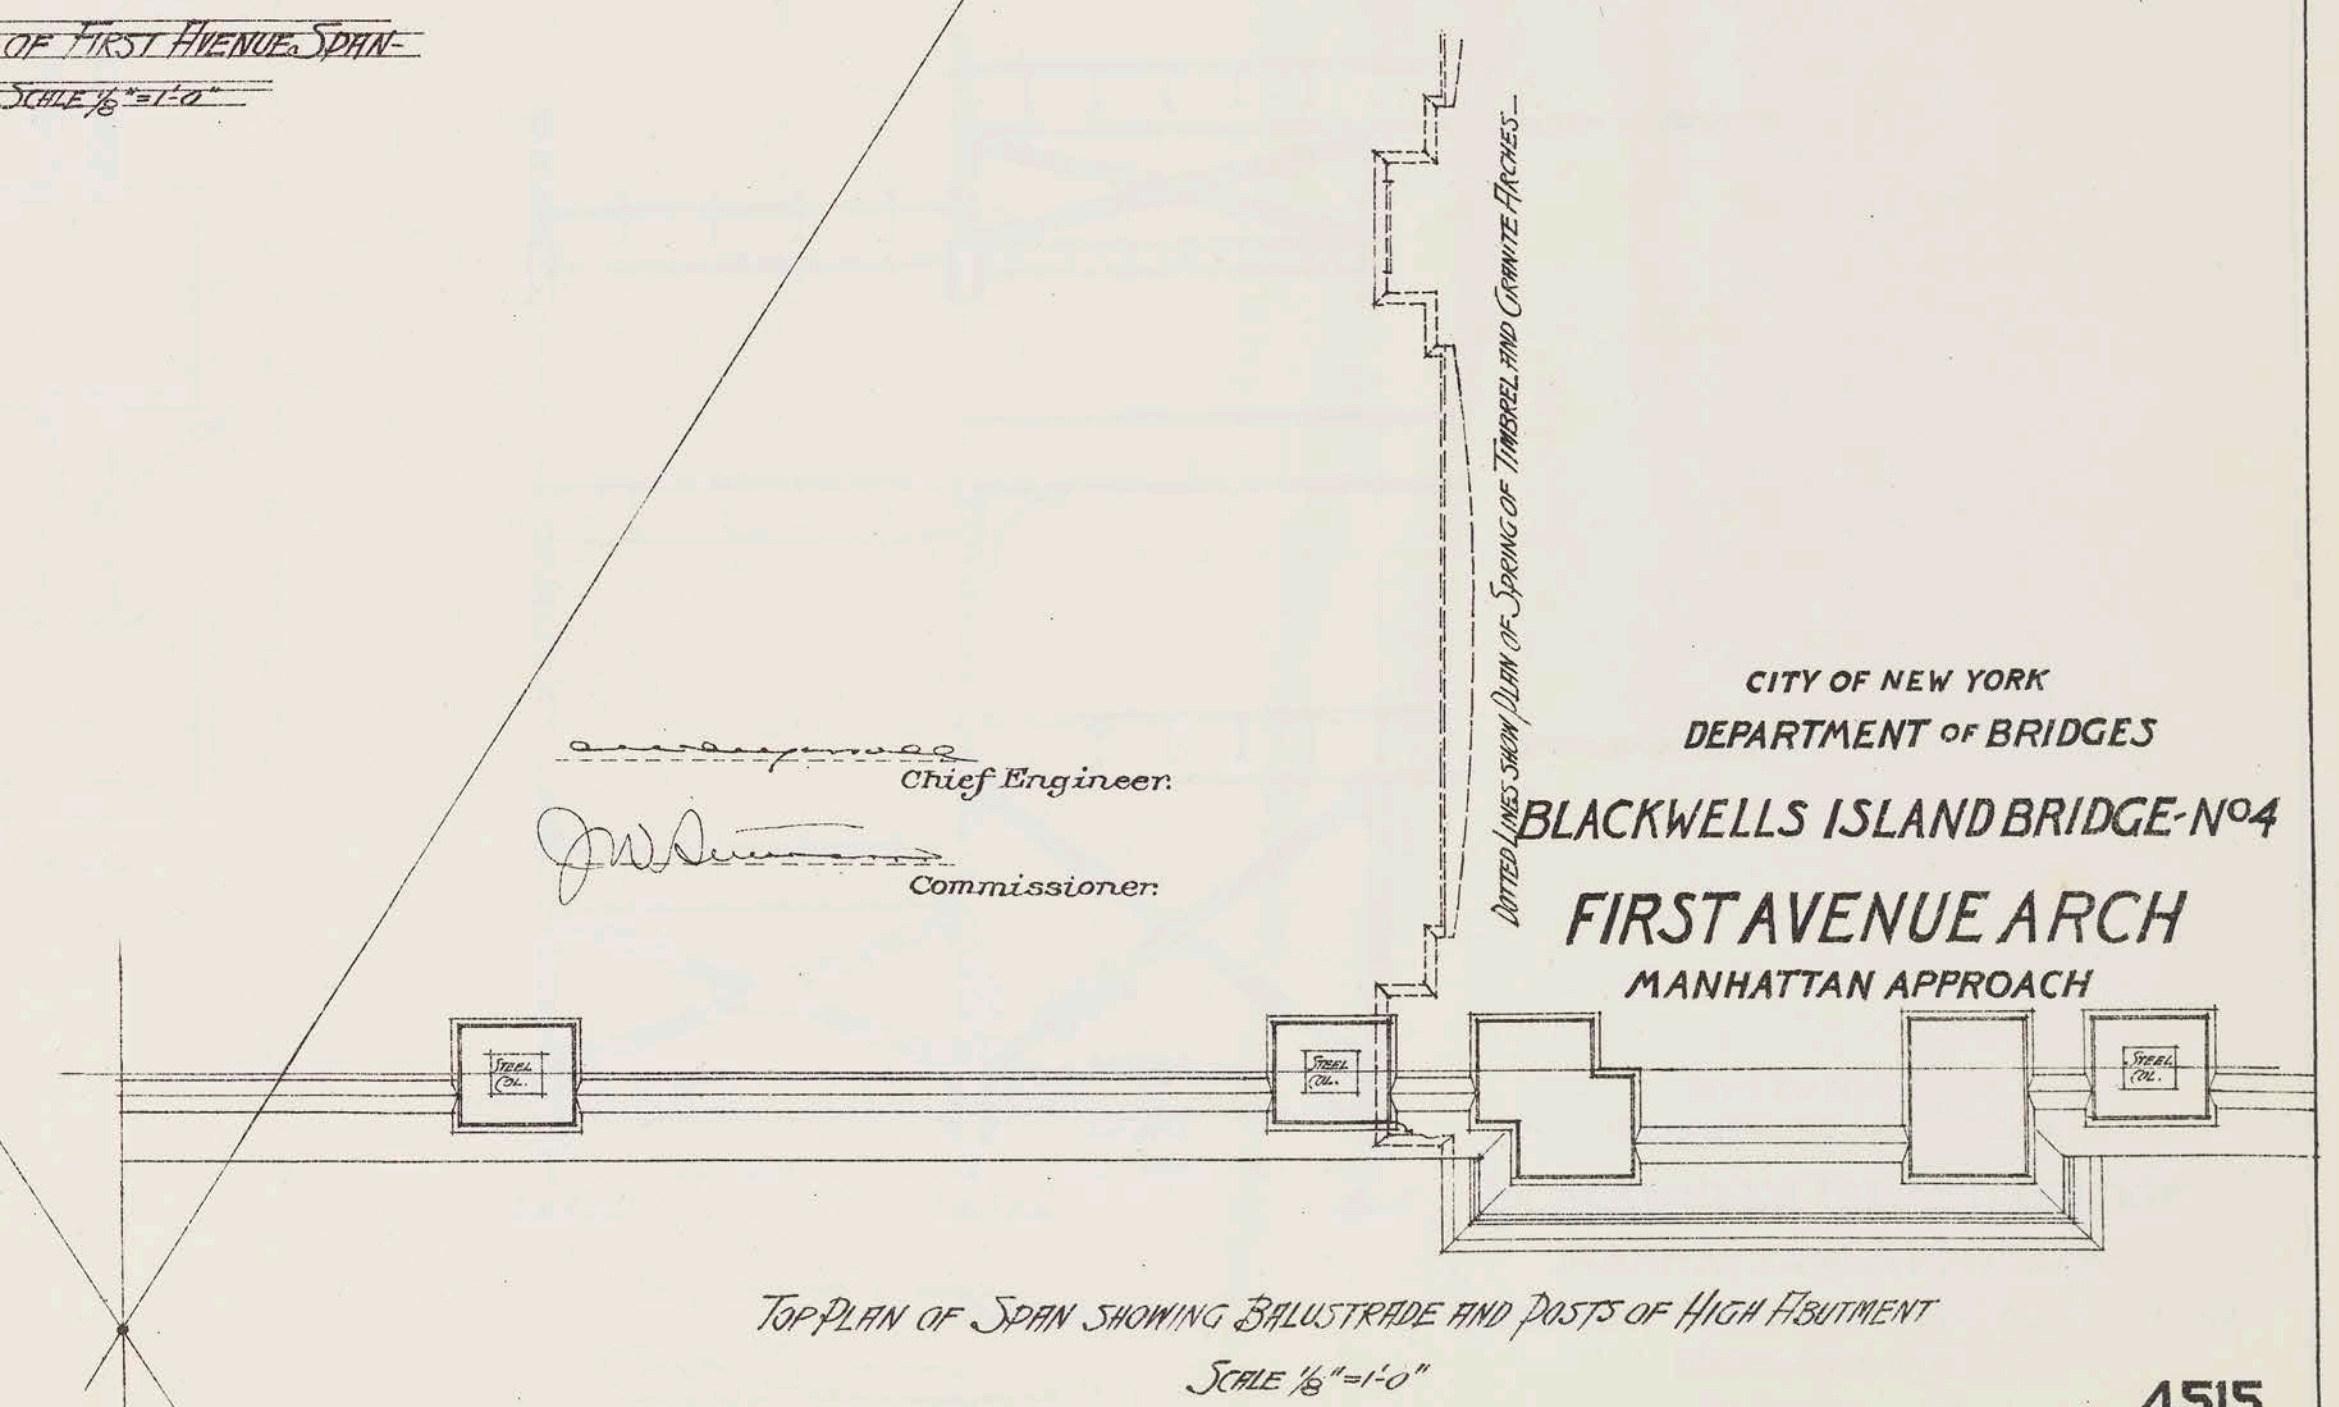 OF FIRST AVENUE SPAN-
SCALE 1/8"=1'-0"
DOTTED LINES SHOW PLAN OF SPRING OF TIMBREL AND GRANITE ARCHES
CITY OF NEW YORK
DEPARTMENT OF BRIDGES
BLACKWELLS ISLAND BRIDGE-Nº4
FIRST AVENUE ARCH
MANHATTAN APPROACH
Chief Engineer.
Commissioner.
STEEL
COL.
STEEL
COL.
STEEL
COL.
TOP PLAN OF SPAN SHOWING BALUSTRADE AND POSTS OF HIGH ABUTMENT
SCALE 1/8"=1'-0"
4515